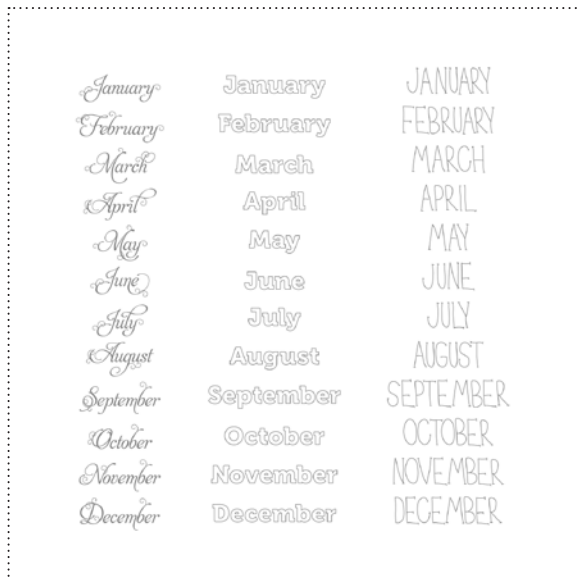 January January JANUARY
February February FEBRUARY
March March MARCH
April April APRIL
May May MAY
June June JUNE
July July JULY
August August AUGUST
September September SEPTEMBER
October October OCTOBER
November November NOVEMBER
December December DECEMBER